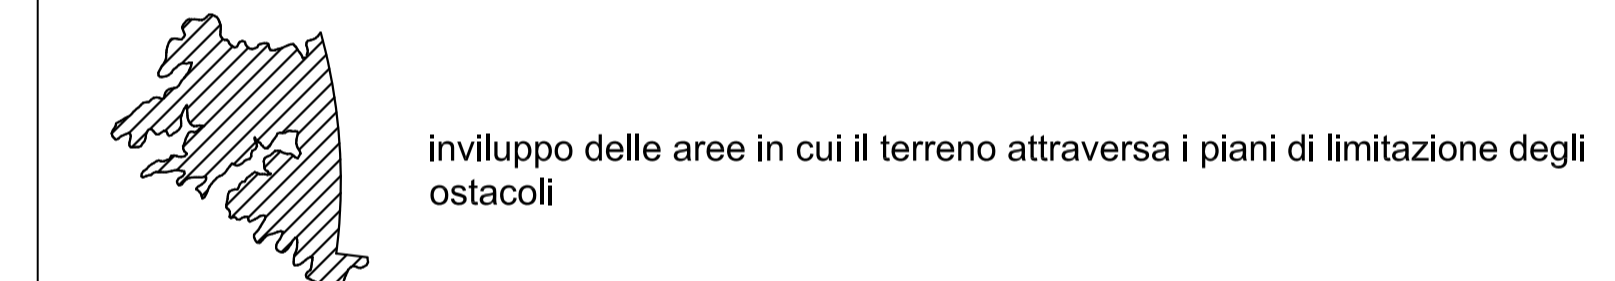 inviluppo delle aree in cui il terreno attraversa i piani di limitazione degli
ostacoli